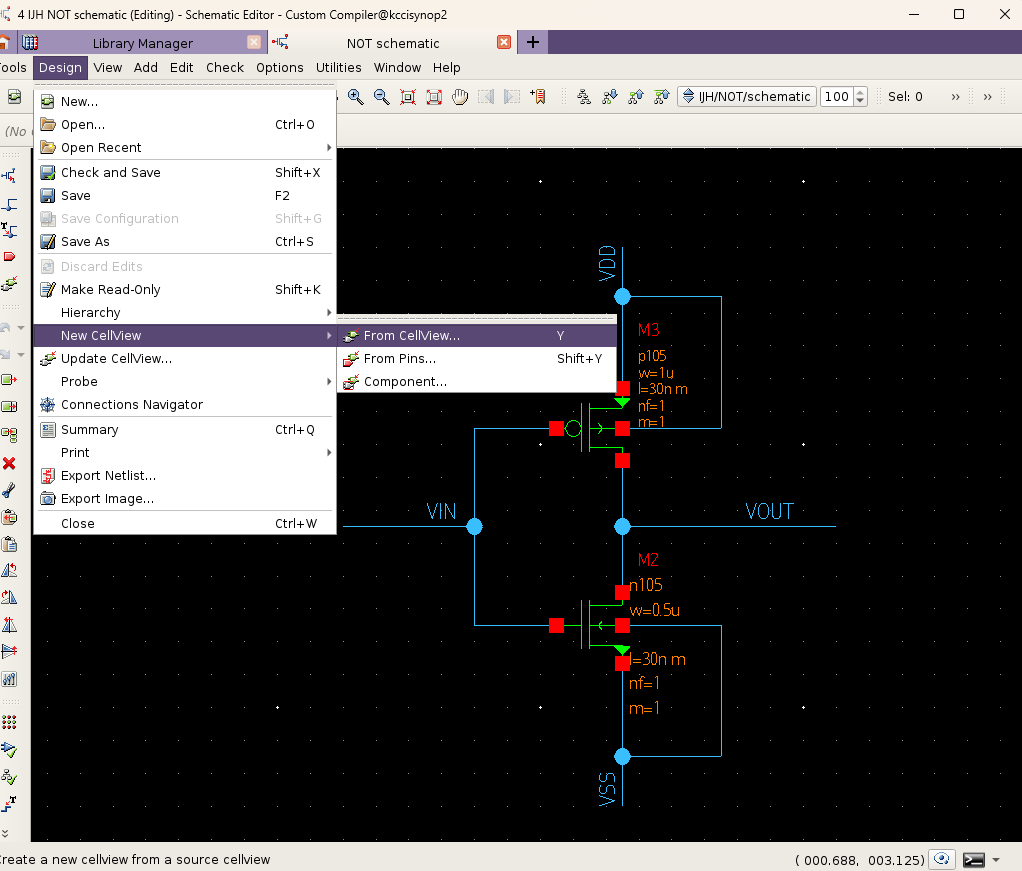 4 IJH NOT schematic (Editing) - Schematic Editor - Custom Compiler@kccisynop2
Library Manager
NOT schematic
ools Design View Add Edit Check Options Utilities Window Help
IJH/NOT/schematic
100
Sel: 0
»
»
(No
New...
Open... Ctrl+O
Open Recent
Check and Save Shift+X
Save F2
Save Configuration Shift+G
Save As Ctrl+S
Discard Edits
Make Read-Only Shift+K
Hierarchy
New CellView
Update CellView...
Probe
Connections Navigator
Summary Ctrl+Q
Print
Export Netlist...
Export Image...
Close Ctrl+W
From CellView... Y
From Pins... Shift+Y
Component...
VDD
M3
p105
w=1u
l=30n m
nf=1
m=1
VIN
VOUT
M2
n105
w=0.5u
l=30n m
nf=1
m=1
VSS
reate a new cellview from a source cellview
( 000.688, 003.125)